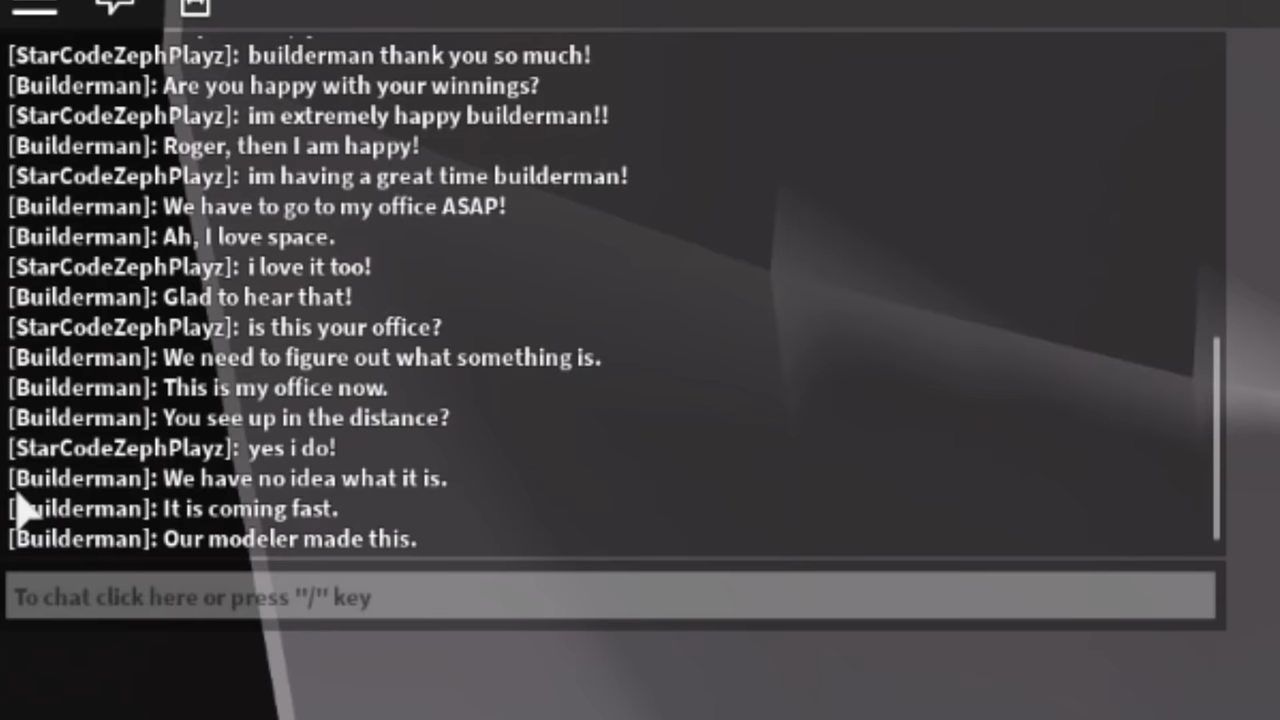 [StarCodeZephPlayz]: builderman thank you so much!
[Builderman]: Are you happy with your winnings?
[StarCodeZephPlayz]: im extremely happy builderman!!
[Builderman]: Roger, then I am happy!
[StarCodeZephPlayz]: im having a great time builderman!
[Builderman]: We have to go to my office ASAP!
[Builderman]: Ah, I love space.
[StarCodeZephPlayz]: i love it too!
[Builderman]: Glad to hear that!
[StarCodeZephPlayz]: is this your office?
[Builderman]: We need to figure out what something is.
[Builderman]: This is my office now.
[Builderman]: You see up in the distance?
[StarCodeZephPlayz]: yes i do!
[Builderman]: We have no idea what it is.
[Builderman]: It is coming fast.
[Builderman]: Our modeler made this.
To chat click here or press "/" key